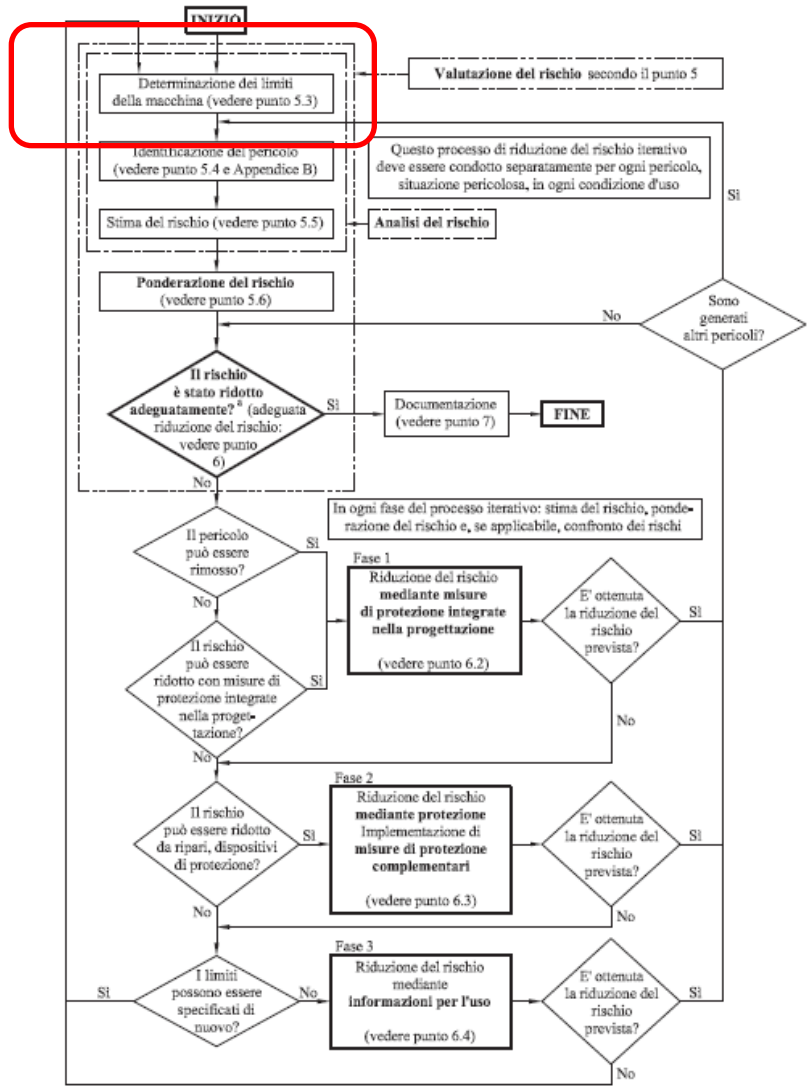 INIZIO
Determinazione dei limiti
della macchina (vedere punto 5.3)
Valutazione del rischio secondo il punto 5
Identificazione del pericolo
(vedere punto 5.4 e Appendice B)
Questo processo di riduzione del rischio iterativo
deve essere condotto separatamente per ogni pericolo,
situazione pericolosa, in ogni condizione d'uso
Sì
Stima del rischio (vedere punto 5.5)
Analisi del rischio
Ponderazione del rischio
(vedere punto 5.6)
Sono
generati
altri pericoli?
No
Il rischio
è stato ridotto
adeguatamente? a (adeguata
riduzione del rischio:
vedere punto
6)
Sì
Documentazione
(vedere punto 7)
FINE
No
In ogni fase del processo iterativo: stima del rischio, ponde-
razione del rischio e, se applicabile, confronto dei rischi
Il pericolo
può essere
rimosso?
Sì
No
Fase 1
Riduzione del rischio
mediante misure
di protezione integrate
nella progettazione
(vedere punto 6.2)
E' ottenuta
la riduzione del
rischio
prevista?
Sì
No
Il rischio
può essere
ridotto con misure di
protezione integrate
nella proget-
tazione?
Sì
No
Fase 2
Riduzione del rischio
mediante protezione
Implementazione di
misure di protezione
complementari
(vedere punto 6.3)
Il rischio
può essere ridotto
da ripari, dispositivi
di protezione?
Sì
No
E' ottenuta
la riduzione del
rischio
prevista?
Sì
No
Fase 3
Riduzione del rischio
mediante
informazioni per l'uso
(vedere punto 6.4)
I limiti
possono essere
specificati di
nuovo?
Sì
No
E' ottenuta
la riduzione del
rischio
prevista?
Sì
No